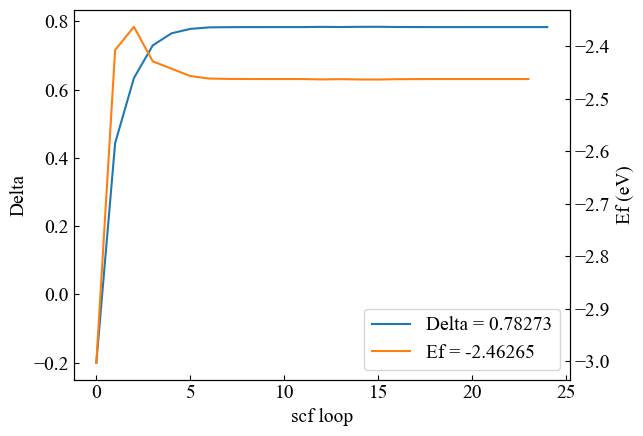 0.8
0.6
0.4
0.2
0.0
−0.2
Delta
−2.4
−2.5
−2.6
−2.7
−2.8
−2.9
−3.0
Ef (eV)
Delta = 0.78273
Ef = -2.46265
0 5 10 15 20 25
scf loop